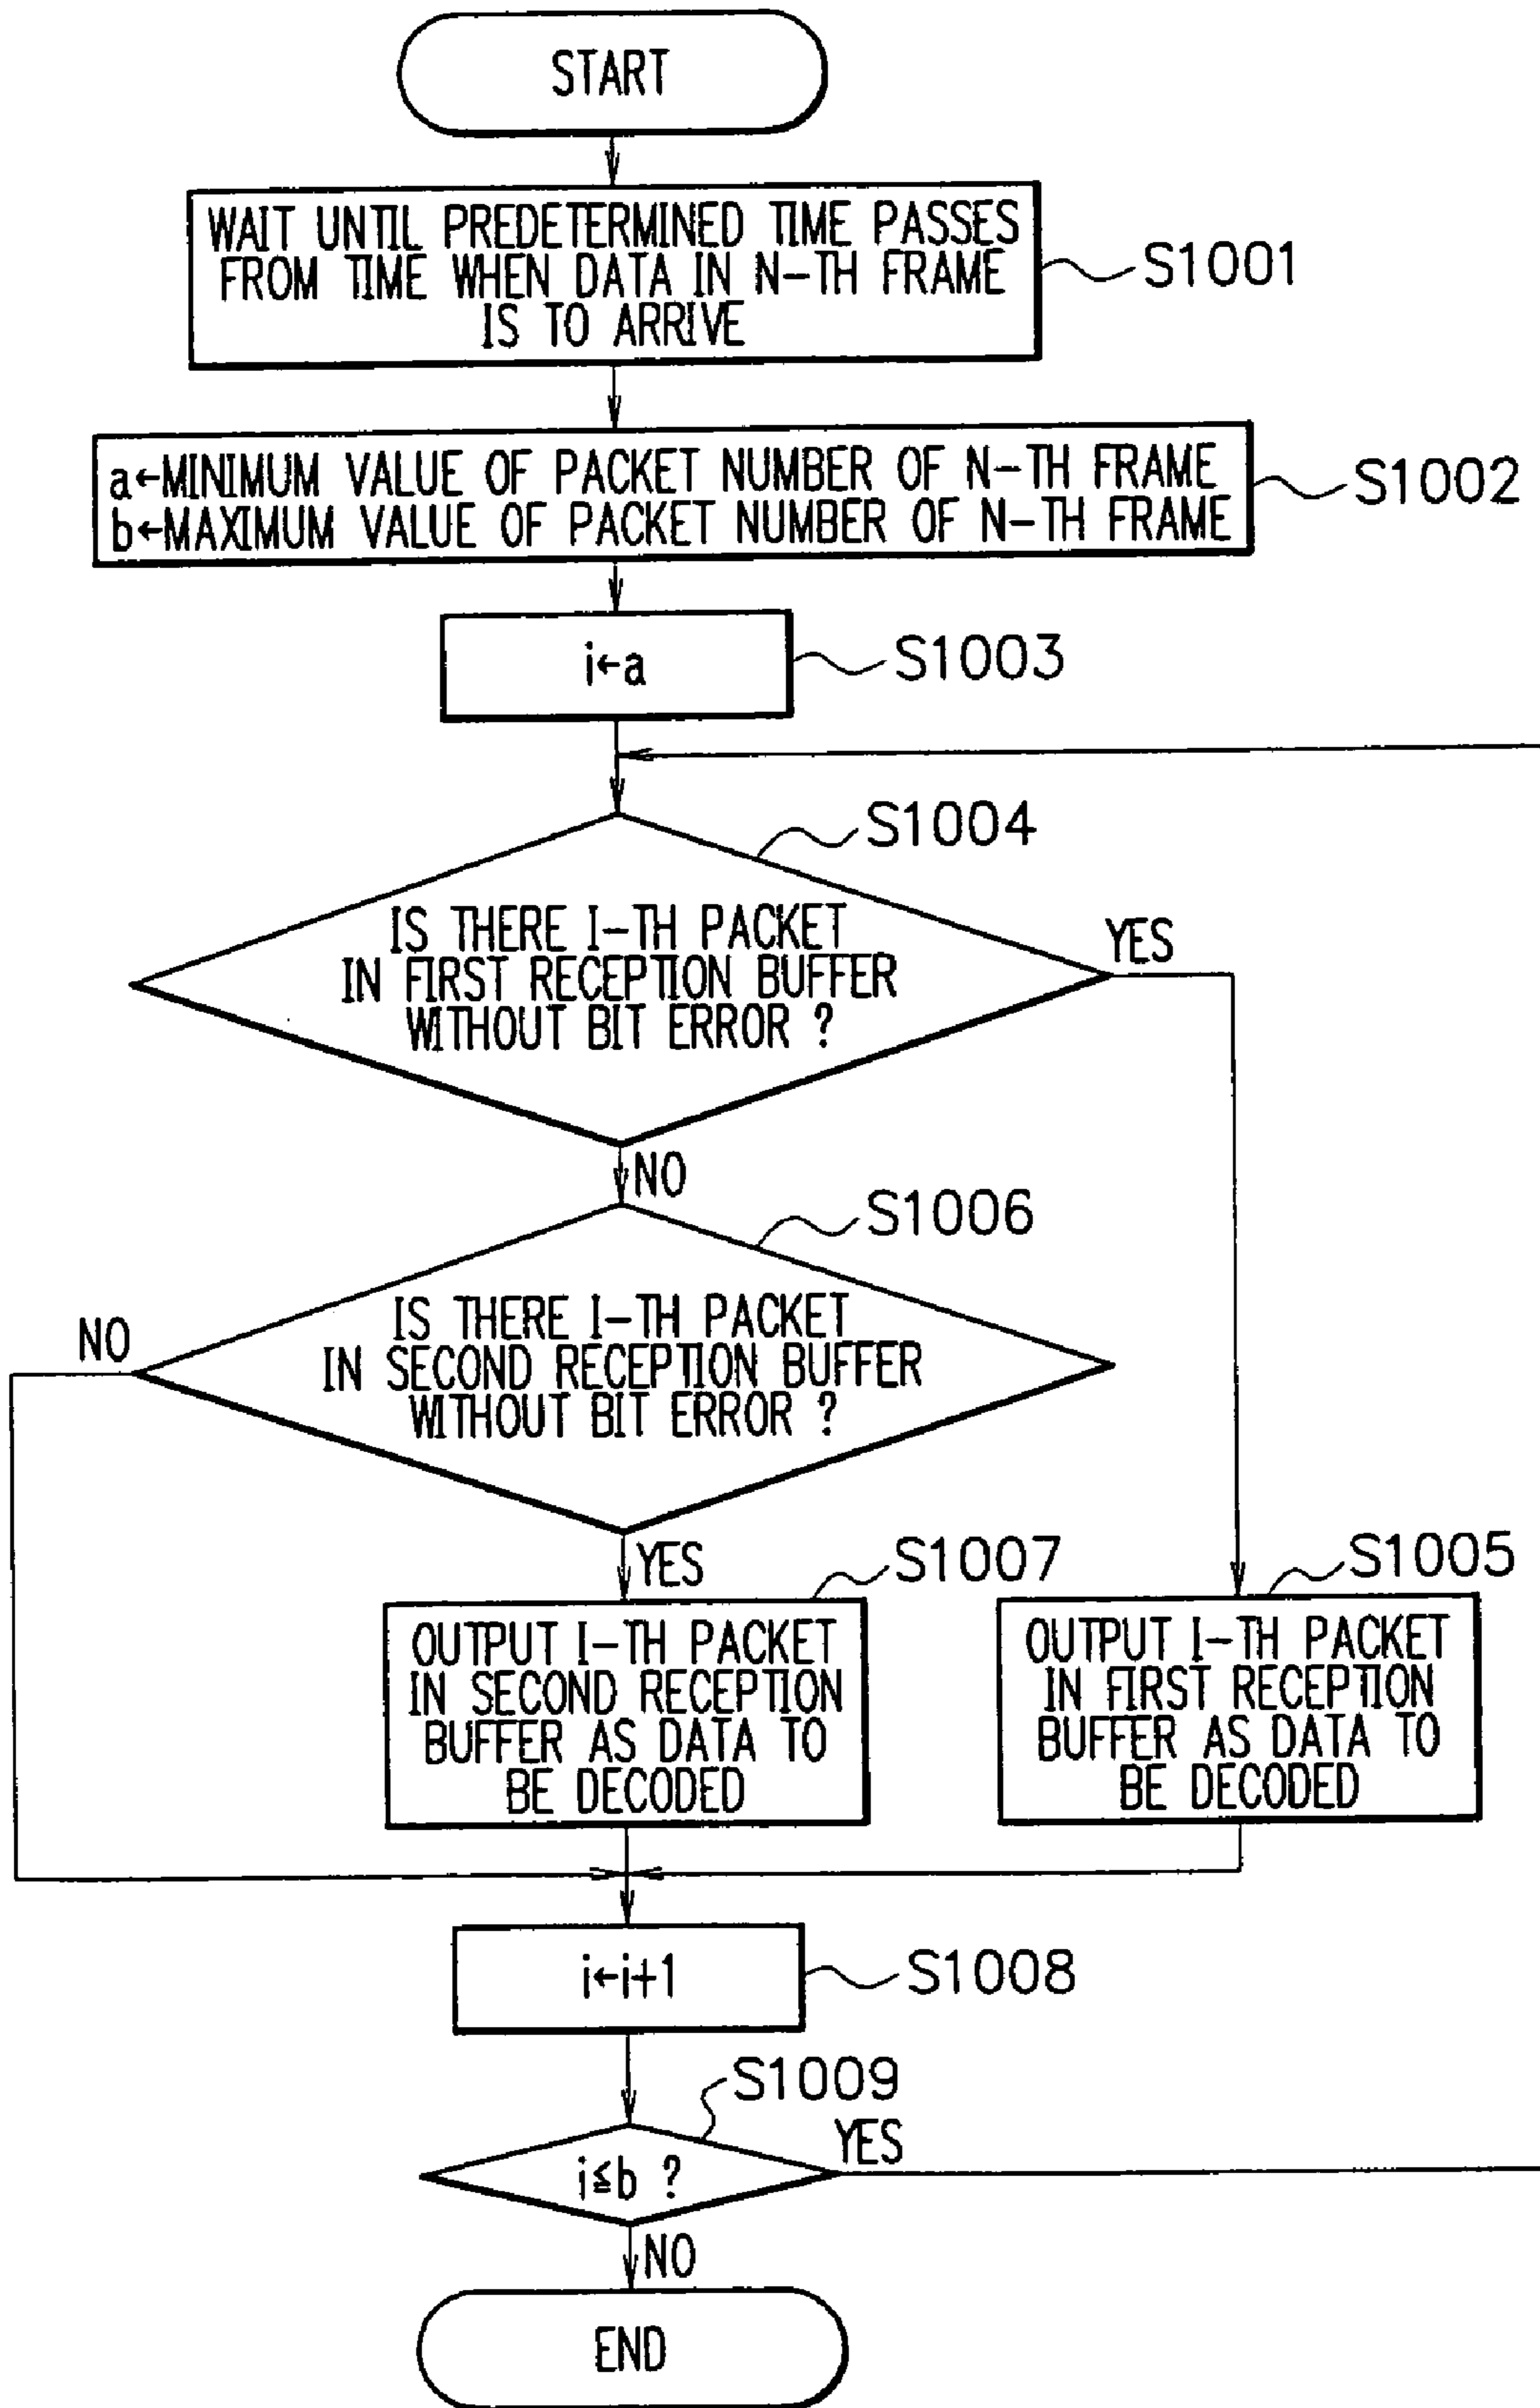 START
WAIT UNTIL PREDETERMINED TIME PASSES
FROM TIME WHEN DATA IN N-TH FRAME
IS TO ARRIVE
S1001
a←MINIMUM VALUE OF PACKET NUMBER OF N-TH FRAME
b←MAXIMUM VALUE OF PACKET NUMBER OF N-TH FRAME
S1002
i←a
S1003
S1004
IS THERE I-TH PACKET
IN FIRST RECEPTION BUFFER
WITHOUT BIT ERROR ?
YES
NO
S1006
IS THERE I-TH PACKET
IN SECOND RECEPTION BUFFER
WITHOUT BIT ERROR ?
NO
YES
S1007
OUTPUT I-TH PACKET
IN SECOND RECEPTION
BUFFER AS DATA TO
BE DECODED
S1005
OUTPUT I-TH PACKET
IN FIRST RECEPTION
BUFFER AS DATA TO
BE DECODED
i←i+1
S1008
S1009
i≦b ?
YES
NO
END